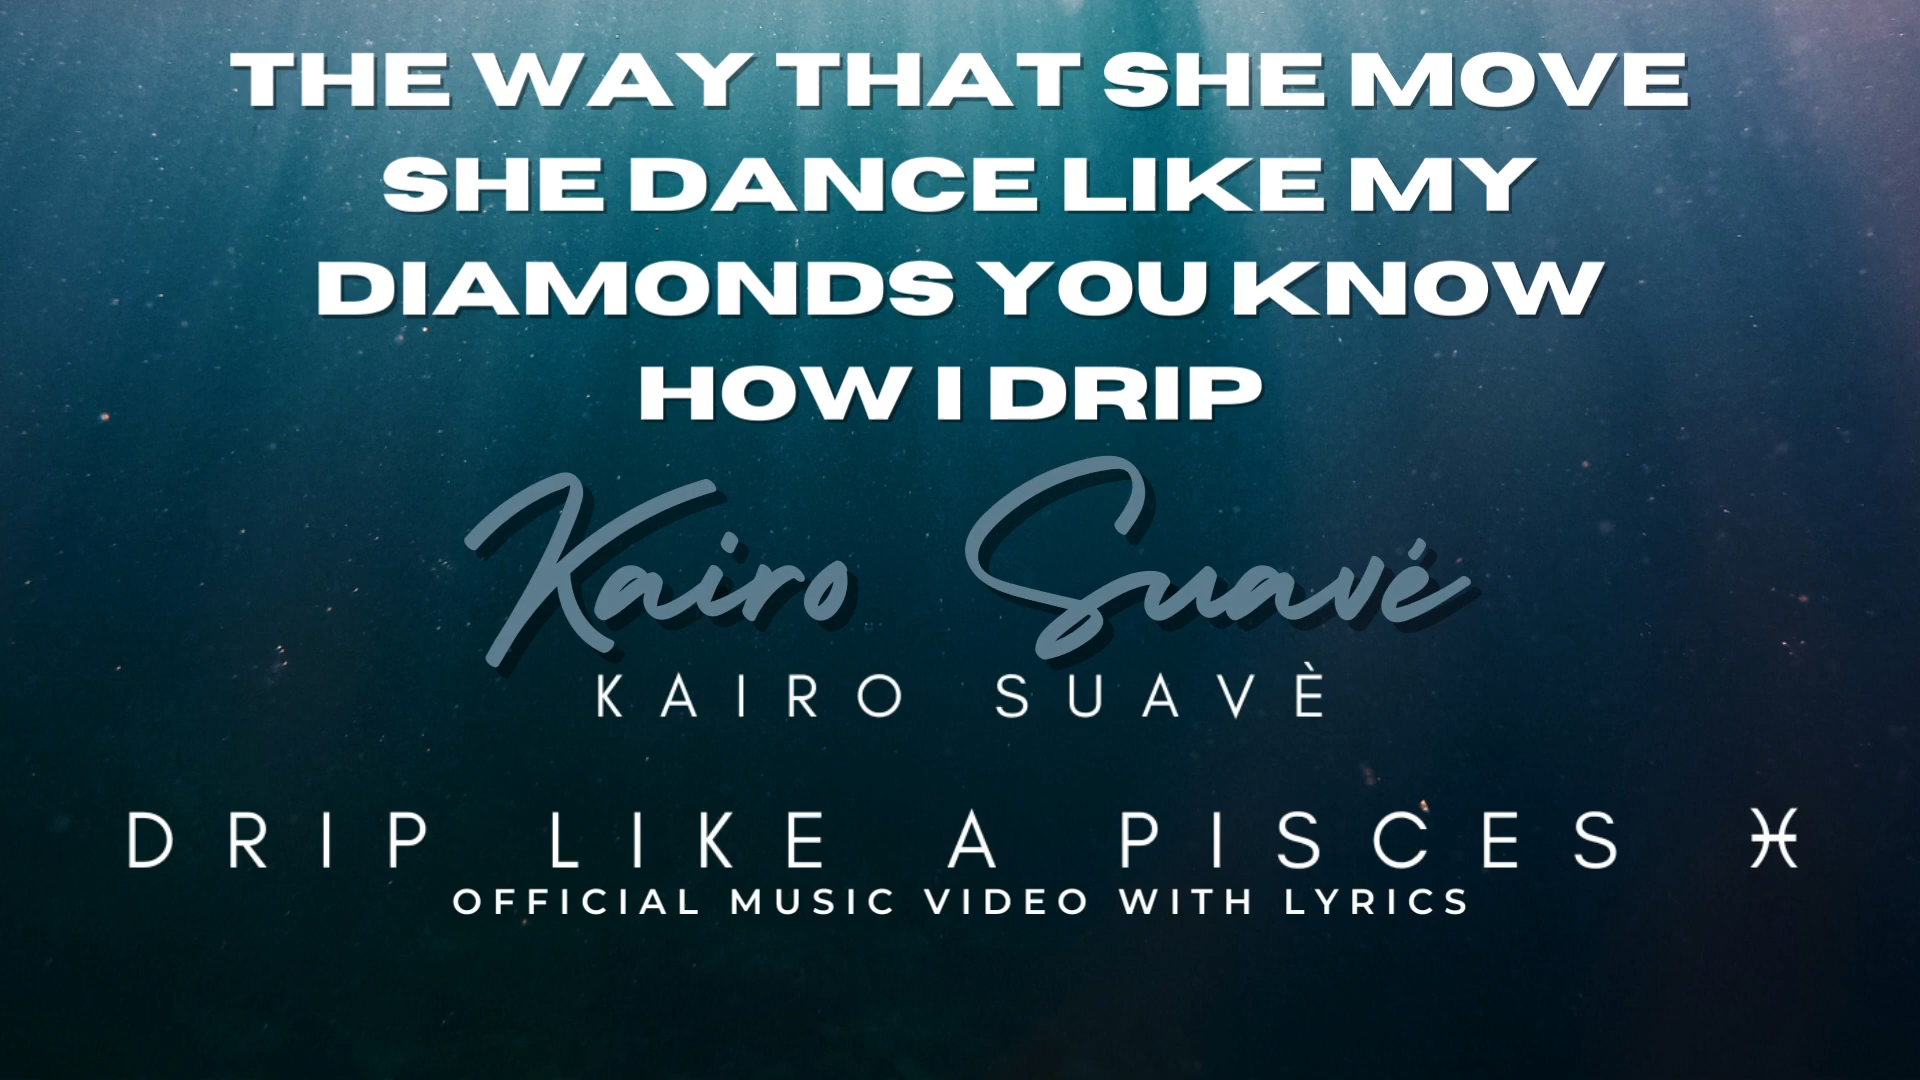 THE WAY THAT SHE MOVE
SHE DANCE LIKE MY
DIAMONDS YOU KNOW
HOW I DRIP
Kairo Suavé
KAIRO SUAVÈ
DRIP LIKE A PISCES ♓
OFFICIAL MUSIC VIDEO WITH LYRICS